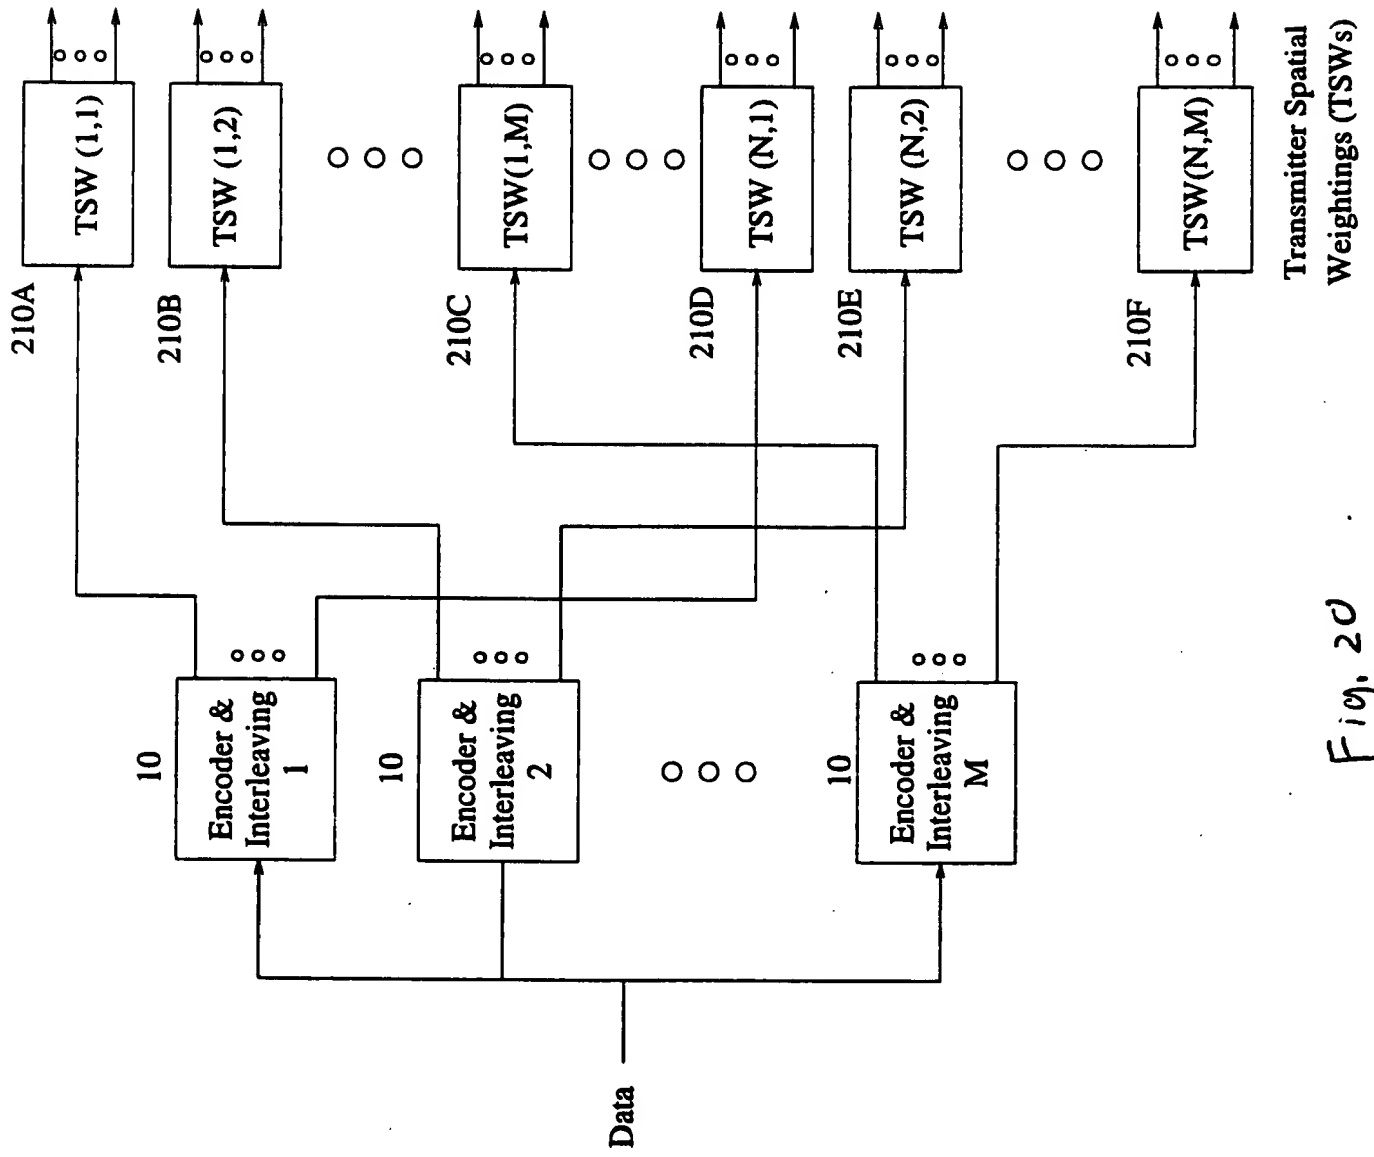 Data
10
Encoder &
Interleaving
1
10
Encoder &
Interleaving
2
10
Encoder &
Interleaving
M
210A
TSW (1,1)
210B
TSW (1,2)
210C
TSW(1,M)
210D
TSW (N,1)
210E
TSW (N,2)
210F
TSW(N,M)
Transmitter Spatial
Weightings (TSWs)
Fig. 20